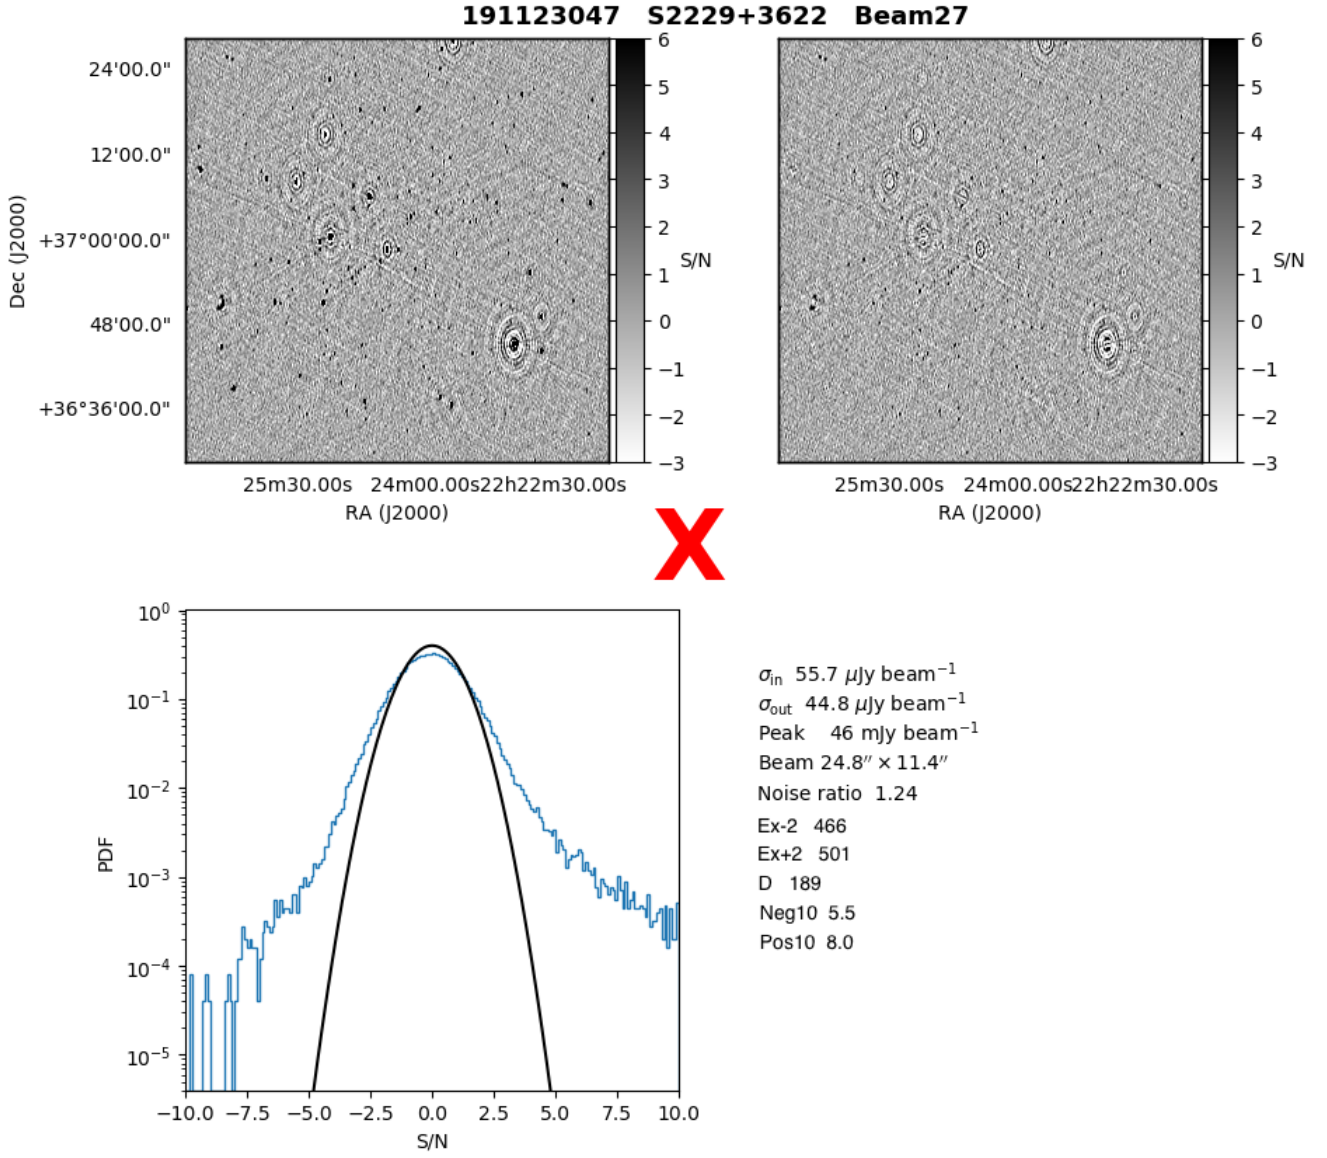 191123047 S2229+3622 Beam27
24'00.0"
12'00.0"
+37°00'00.0"
48'00.0"
+36°36'00.0"
Dec (J2000)
25m30.00s 24m00.00s22h22m30.00s
RA (J2000)
6
5
4
3
2
1
0
−1
−2
−3
S/N
25m30.00s 24m00.00s22h22m30.00s
RA (J2000)
6
5
4
3
2
1
0
−1
−2
−3
S/N
X
10⁰
10⁻¹
10⁻²
10⁻³
10⁻⁴
10⁻⁵
PDF
−10.0 −7.5 −5.0 −2.5 0.0 2.5 5.0 7.5 10.0
S/N
σin 55.7 μJy beam⁻¹
σout 44.8 μJy beam⁻¹
Peak 46 mJy beam⁻¹
Beam 24.8″ × 11.4″
Noise ratio 1.24
Ex-2 466
Ex+2 501
D 189
Neg10 5.5
Pos10 8.0